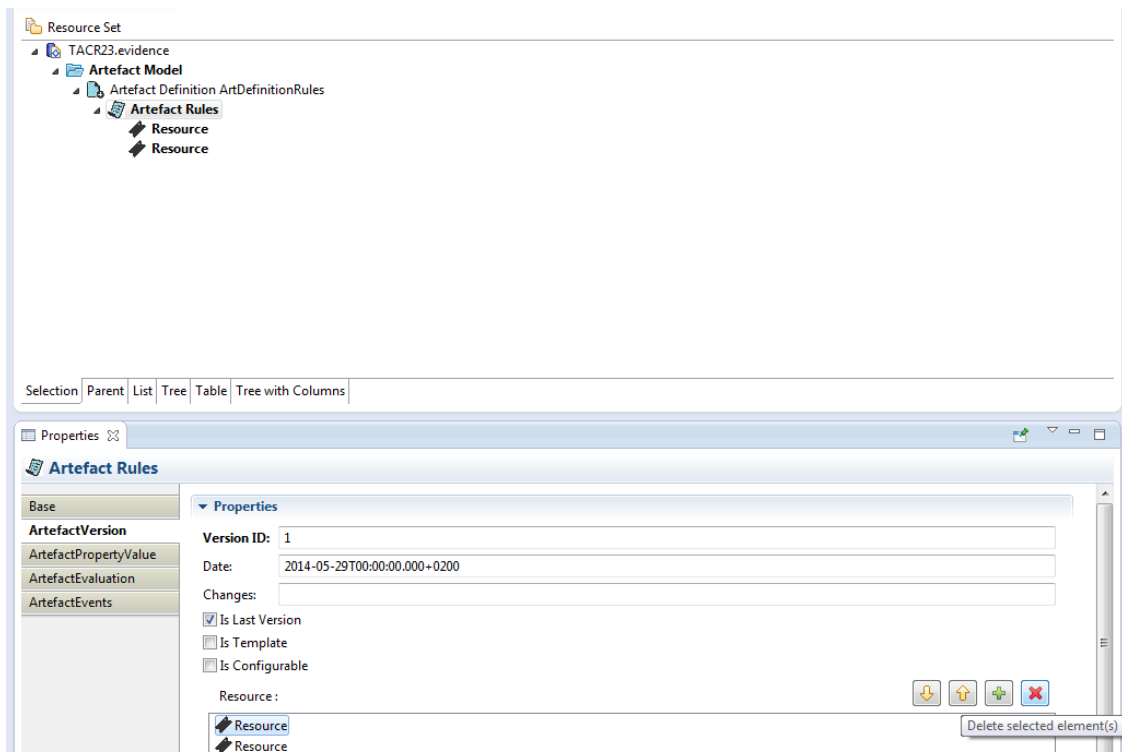 Resource Set
TACR23.evidence
Artefact Model
Artefact Definition ArtDefinitionRules
Artefact Rules
Resource
Resource
Selection Parent List Tree Table Tree with Columns
Properties
Artefact Rules
Base
ArtefactVersion
ArtefactPropertyValue
ArtefactEvaluation
ArtefactEvents
Properties
Version ID: 1
Date: 2014-05-29T00:00:00.000+0200
Changes:
Is Last Version
Is Template
Is Configurable
Resource :
Resource
Delete selected element(s)
Resource